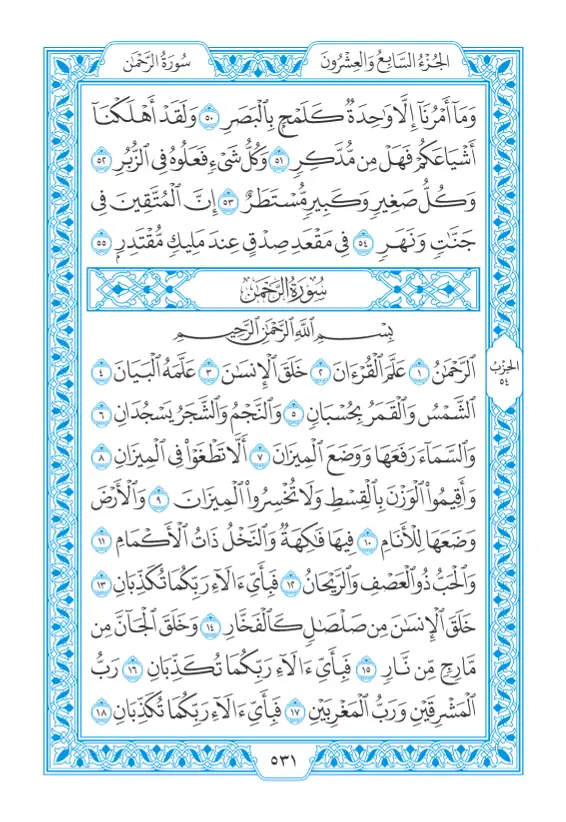 الجُزْءُ السَّابِعُ وَالعِشْرُونَ
سُورَةُ الرَّحْمَٰن
وَمَآ أَمْرُنَآ إِلَّا وَٰحِدَةٌ كَلَمْحٍۭ بِٱلْبَصَرِ ٥٠ وَلَقَدْ أَهْلَكْنَآ
أَشْيَاعَكُمْ فَهَلْ مِن مُّدَّكِرٍ ٥١ وَكُلُّ شَىْءٍ فَعَلُوهُ فِى ٱلزُّبُرِ ٥٢
وَكُلُّ صَغِيرٍ وَكَبِيرٍ مُّسْتَطَرٌ ٥٣ إِنَّ ٱلْمُتَّقِينَ فِى
جَنَّٰتٍ وَنَهَرٍ ٥٤ فِى مَقْعَدِ صِدْقٍ عِندَ مَلِيكٍ مُّقْتَدِرٍۭ ٥٥
سُورَةُ الرَّحْمَٰن
بِسْمِ ٱللَّهِ ٱلرَّحْمَٰنِ ٱلرَّحِيمِ
ٱلرَّحْمَٰنُ ١ عَلَّمَ ٱلْقُرْءَانَ ٢ خَلَقَ ٱلْإِنسَٰنَ ٣ عَلَّمَهُ ٱلْبَيَانَ ٤
ٱلشَّمْسُ وَٱلْقَمَرُ بِحُسْبَانٍ ٥ وَٱلنَّجْمُ وَٱلشَّجَرُ يَسْجُدَانِ ٦
وَٱلسَّمَآءَ رَفَعَهَا وَوَضَعَ ٱلْمِيزَانَ ٧ أَلَّا تَطْغَوْا۟ فِى ٱلْمِيزَانِ ٨
وَأَقِيمُوا۟ ٱلْوَزْنَ بِٱلْقِسْطِ وَلَا تُخْسِرُوا۟ ٱلْمِيزَانَ ٩ وَٱلْأَرْضَ
وَضَعَهَا لِلْأَنَامِ ١٠ فِيهَا فَٰكِهَةٌ وَٱلنَّخْلُ ذَاتُ ٱلْأَكْمَامِ ١١
وَٱلْحَبُّ ذُو ٱلْعَصْفِ وَٱلرَّيْحَانُ ١٢ فَبِأَىِّ ءَالَآءِ رَبِّكُمَا تُكَذِّبَانِ ١٣
خَلَقَ ٱلْإِنسَٰنَ مِن صَلْصَٰلٍ كَٱلْفَخَّارِ ١٤ وَخَلَقَ ٱلْجَآنَّ مِن
مَّارِجٍ مِّن نَّارٍ ١٥ فَبِأَىِّ ءَالَآءِ رَبِّكُمَا تُكَذِّبَانِ ١٦ رَبُّ
ٱلْمَشْرِقَيْنِ وَرَبُّ ٱلْمَغْرِبَيْنِ ١٧ فَبِأَىِّ ءَالَآءِ رَبِّكُمَا تُكَذِّبَانِ ١٨
الحِزْبُ
٥٤
٥٣١